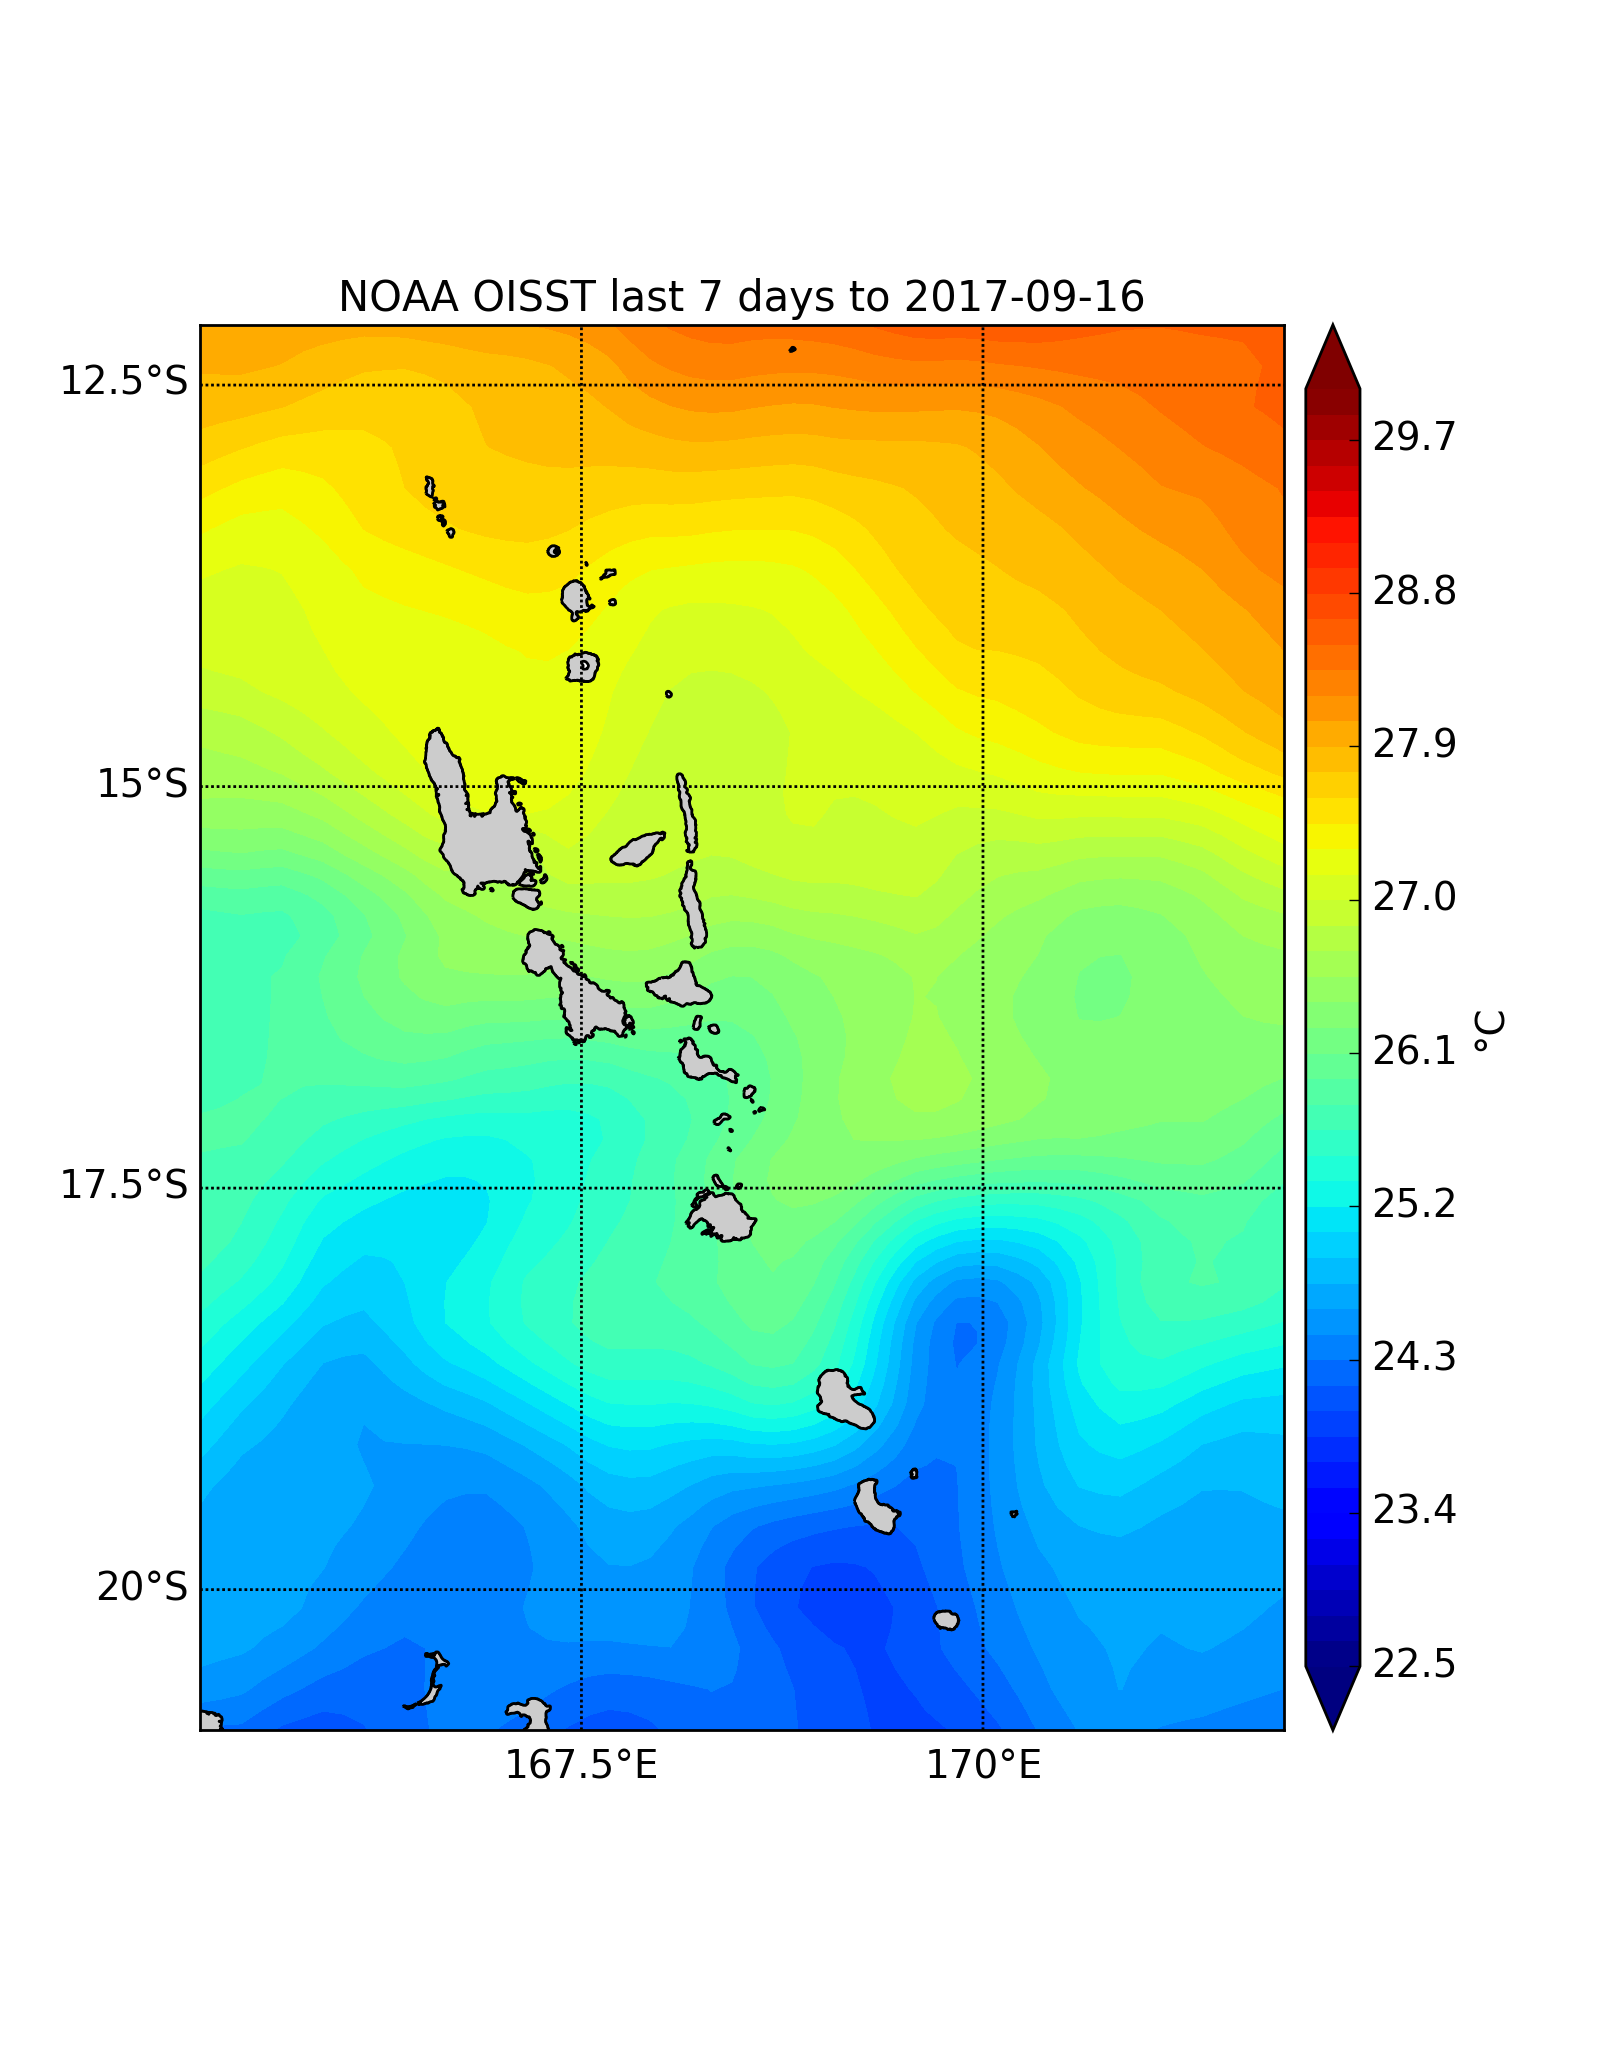 NOAA OISST last 7 days to 2017-09-16
12.5°S
15°S
17.5°S
20°S
167.5°E
170°E
29.7
28.8
27.9
27.0
26.1
25.2
24.3
23.4
22.5
°C